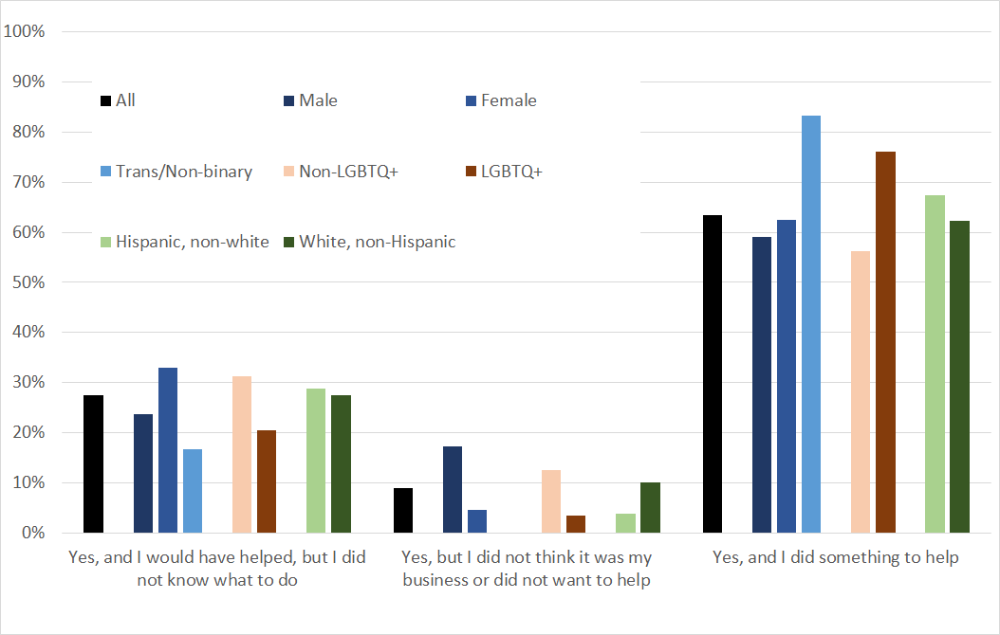 100%
90%
80%
70%
60%
50%
40%
30%
20%
10%
0%
All Male Female
Trans/Non-binary Non-LGBTQ+ LGBTQ+
Hispanic, non-white White, non-Hispanic
Yes, and I would have helped, but I did
not know what to do
Yes, but I did not think it was my
business or did not want to help
Yes, and I did something to help